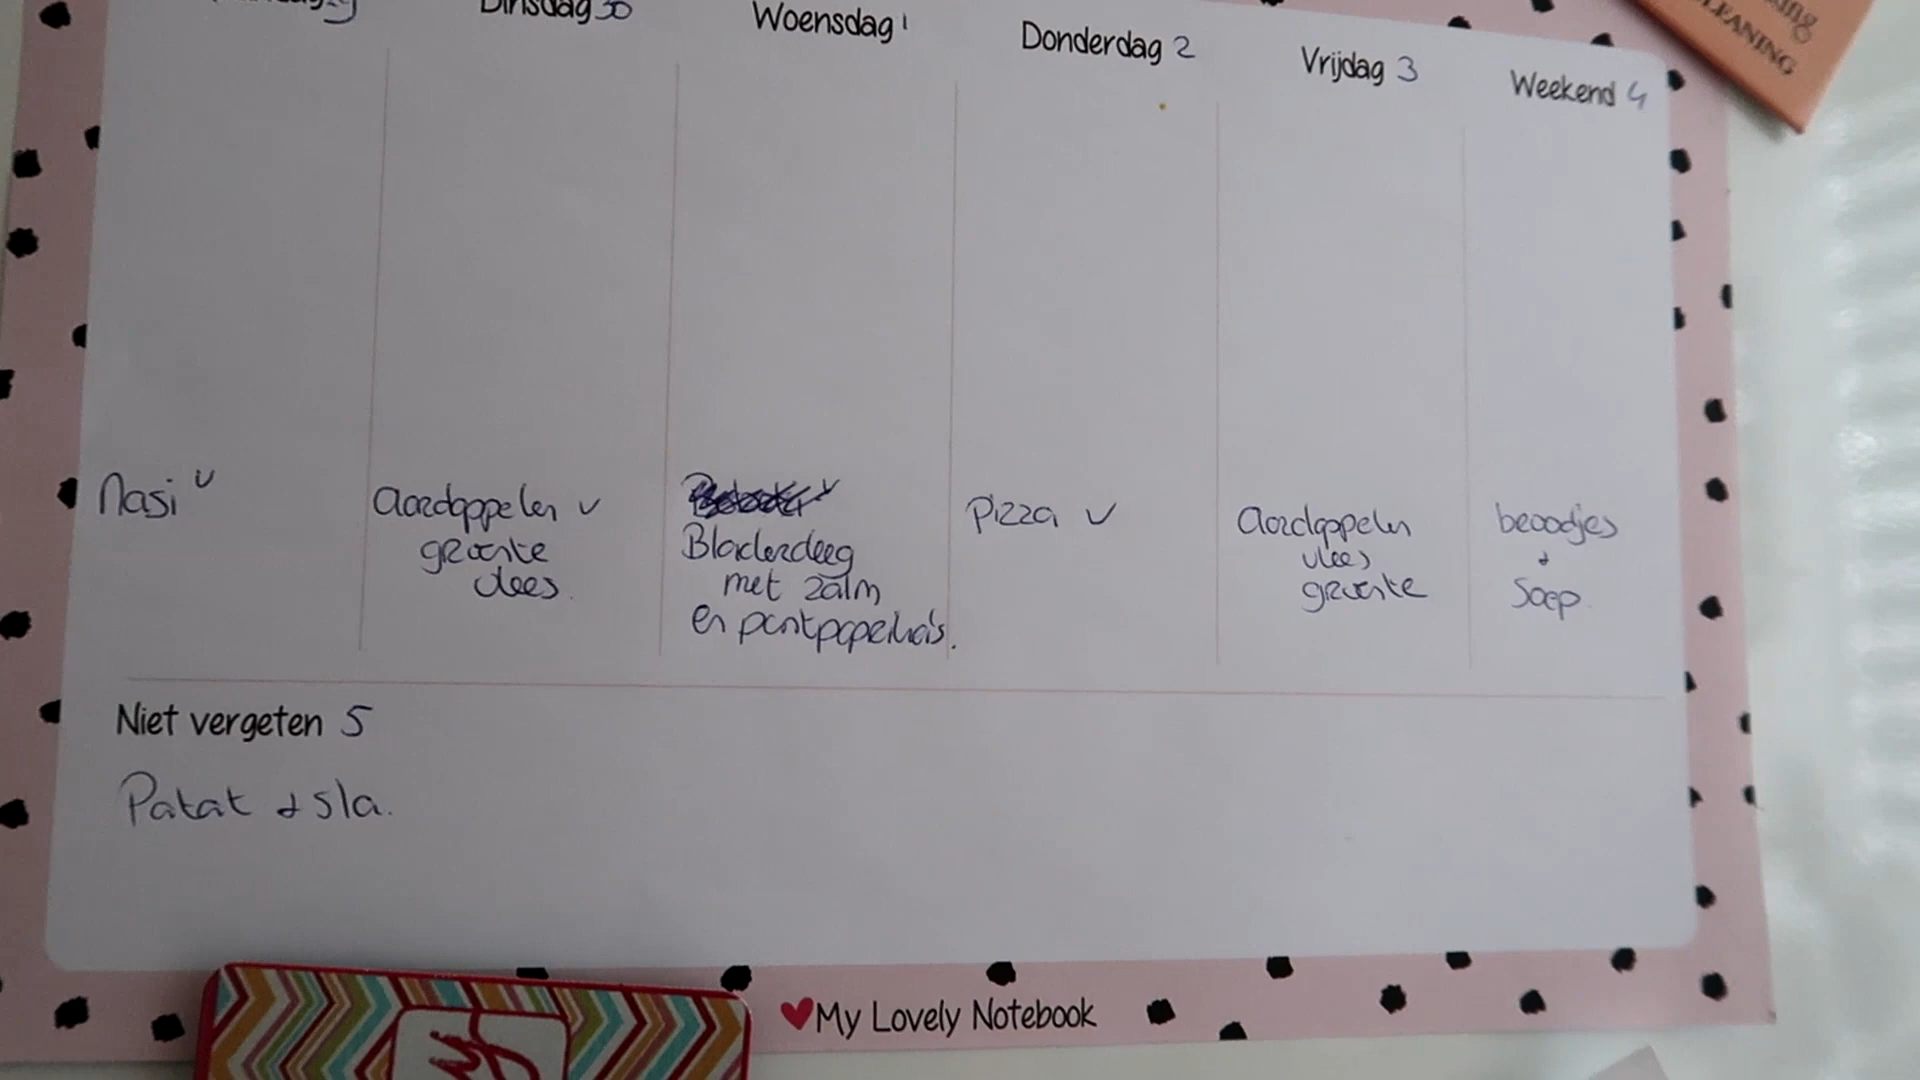 Dinsdag 30
Woensdag 1
Donderdag 2
Vrijdag 3
Weekend 4
LEANING
Nasi
Aardappelen
groente
vlees.
Bladerdeeg
met zalm
en
Pizza
Aardappelen
vlees
groente
broodjes
+
Soep.
Niet vergeten 5
Patat + sla.
My Lovely Notebook